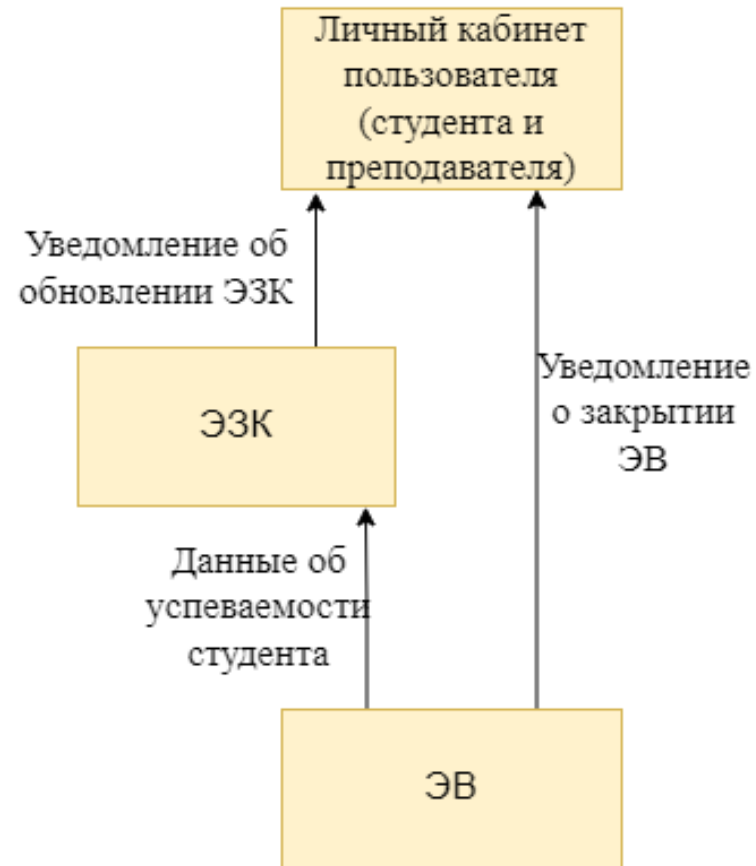 Личный кабинет
пользователя
(студента и
преподавателя)
Уведомление об
обновлении ЭЗК
ЭЗК
Уведомление
о закрытии
ЭВ
Данные об
успеваемости
студента
ЭВ